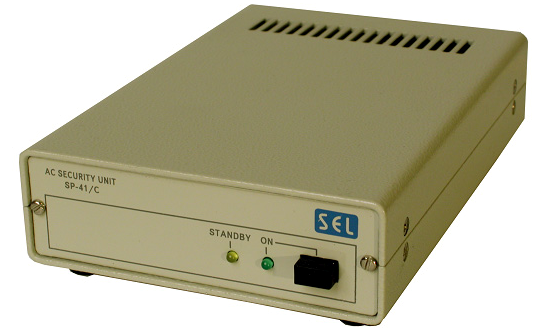 AC SECURITY UNIT
SP-41/C
SEL
STANDBY ON